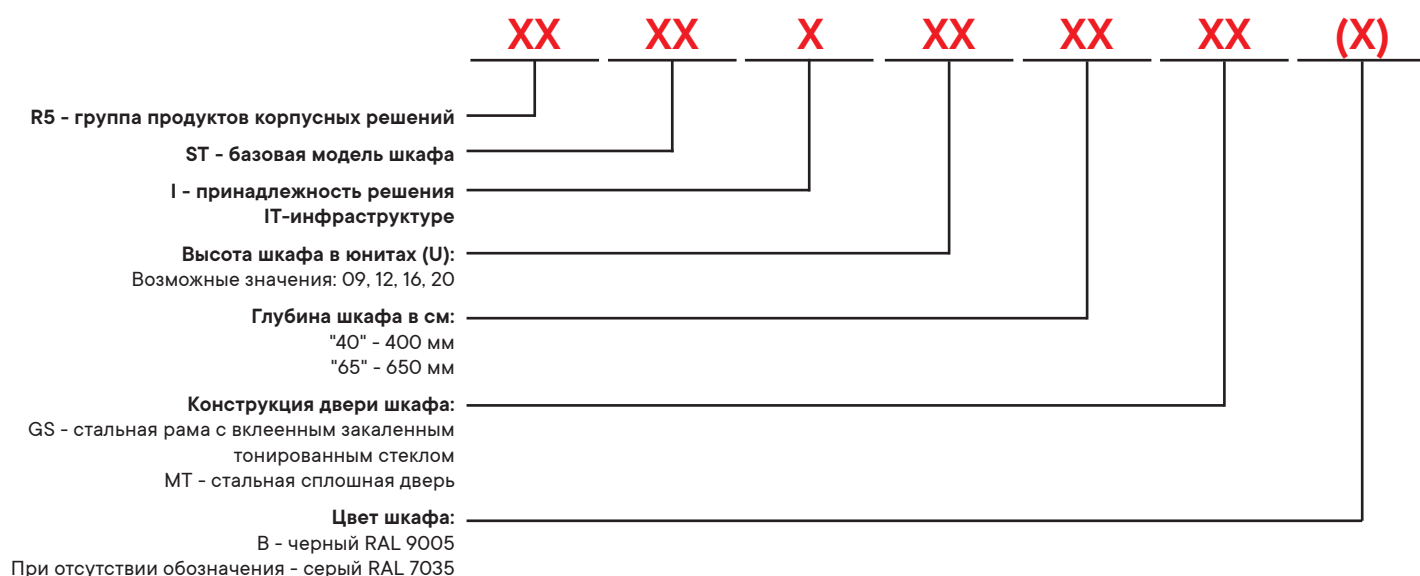 XX XX X XX XX XX (X)
R5 - группа продуктов корпусных решений
ST - базовая модель шкафа
I - принадлежность решения
IT-инфраструктуре
Высота шкафа в юнитах (U):
Возможные значения: 09, 12, 16, 20
Глубина шкафа в см:
"40" - 400 мм
"65" - 650 мм
Конструкция двери шкафа:
GS - стальная рама с вклеенным закаленным
тонированным стеклом
MT - стальная сплошная дверь
Цвет шкафа:
B - черный RAL 9005
При отсутствии обозначения - серый RAL 7035